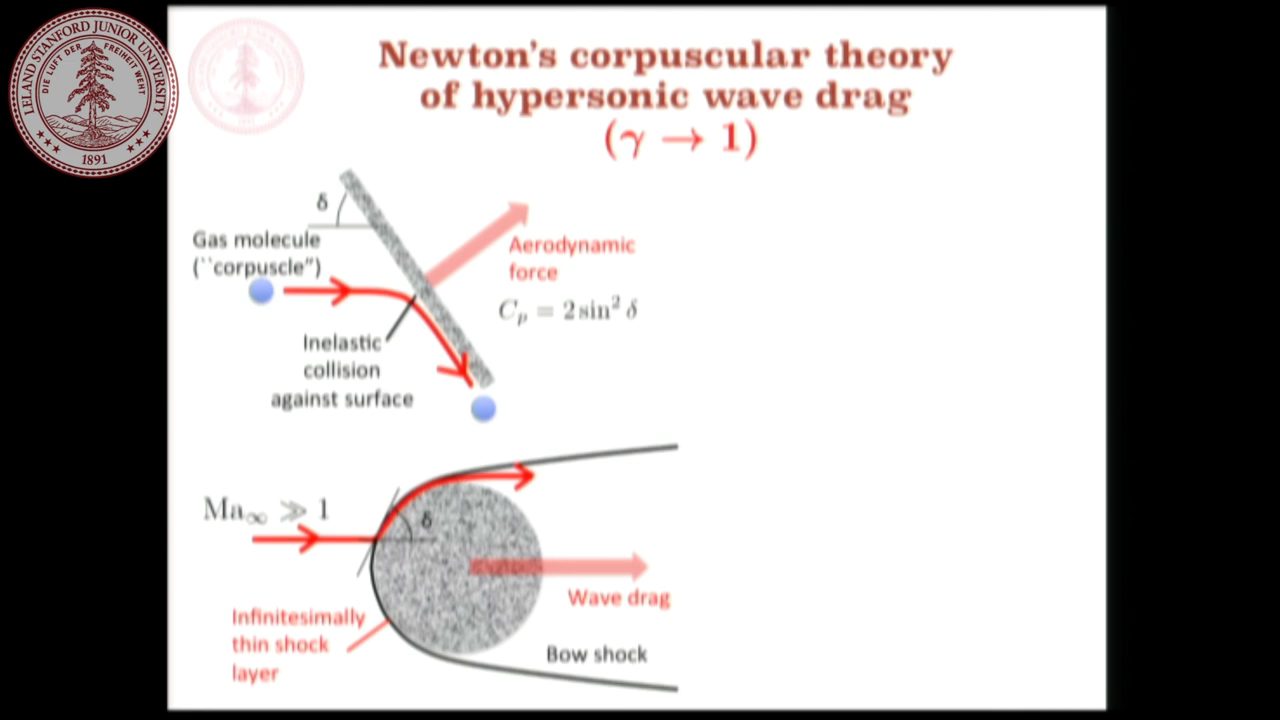 LELAND STANFORD JUNIOR UNIVERSITY
DIE LUFT DER FREIHEIT WEHT
1891
Newton's corpuscular theory
of hypersonic wave drag
(γ → 1)
δ
Gas molecule
(``corpuscle")
Aerodynamic
force
C_p = 2 sin² δ
Inelastic
collision
against surface
Ma_∞ ≫ 1
δ
Wave drag
Infinitesimally
thin shock
layer
Bow shock